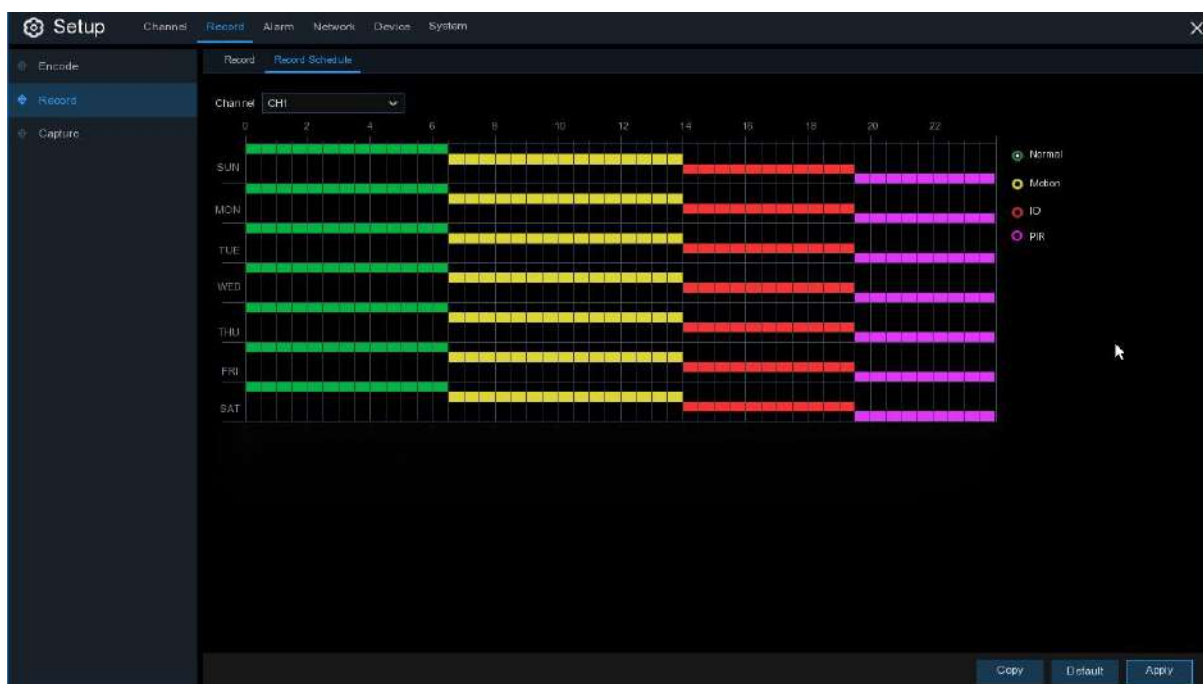 Setup Channel Record Alarm Network Device System
Encode
Record
Capture
Record Record Schedule
Channel CH1
0 2 4 6 8 10 12 14 16 18 20 22
SUN
MON
TUE
WED
THU
FRI
SAT
Normal
Motion
IO
PIR
Copy Default Apply